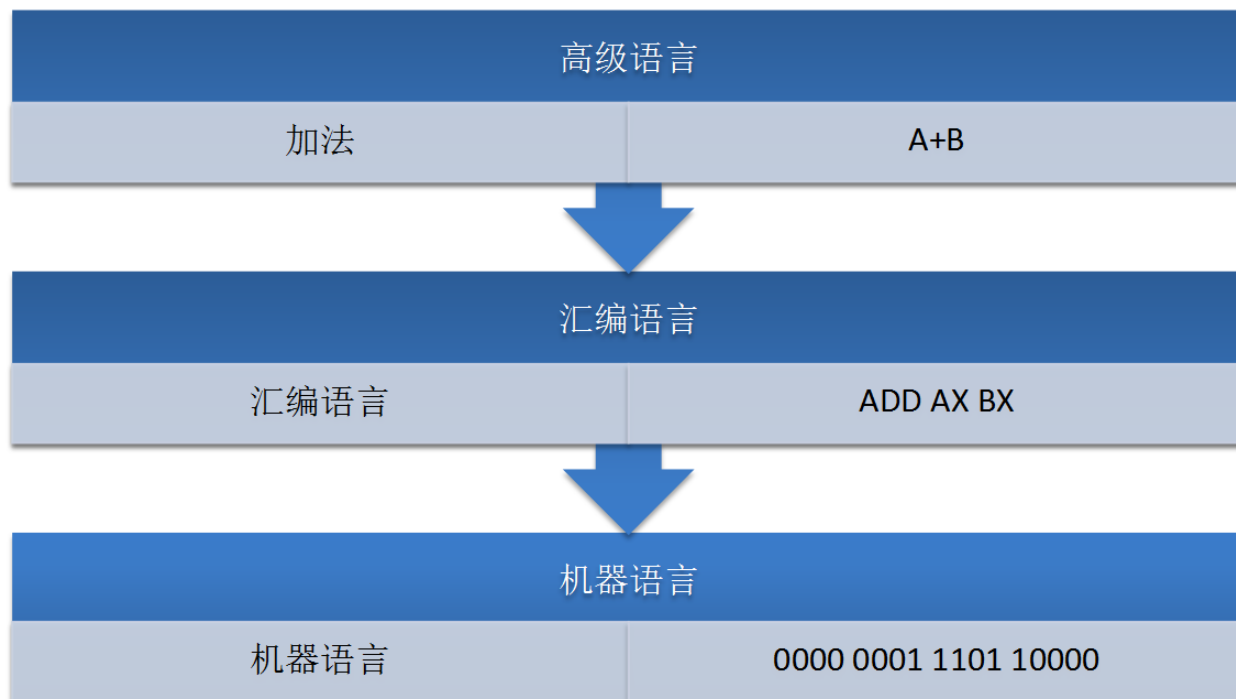 高级语言
加法 A+B
汇编语言
汇编语言 ADD AX BX
机器语言
机器语言 0000 0001 1101 10000